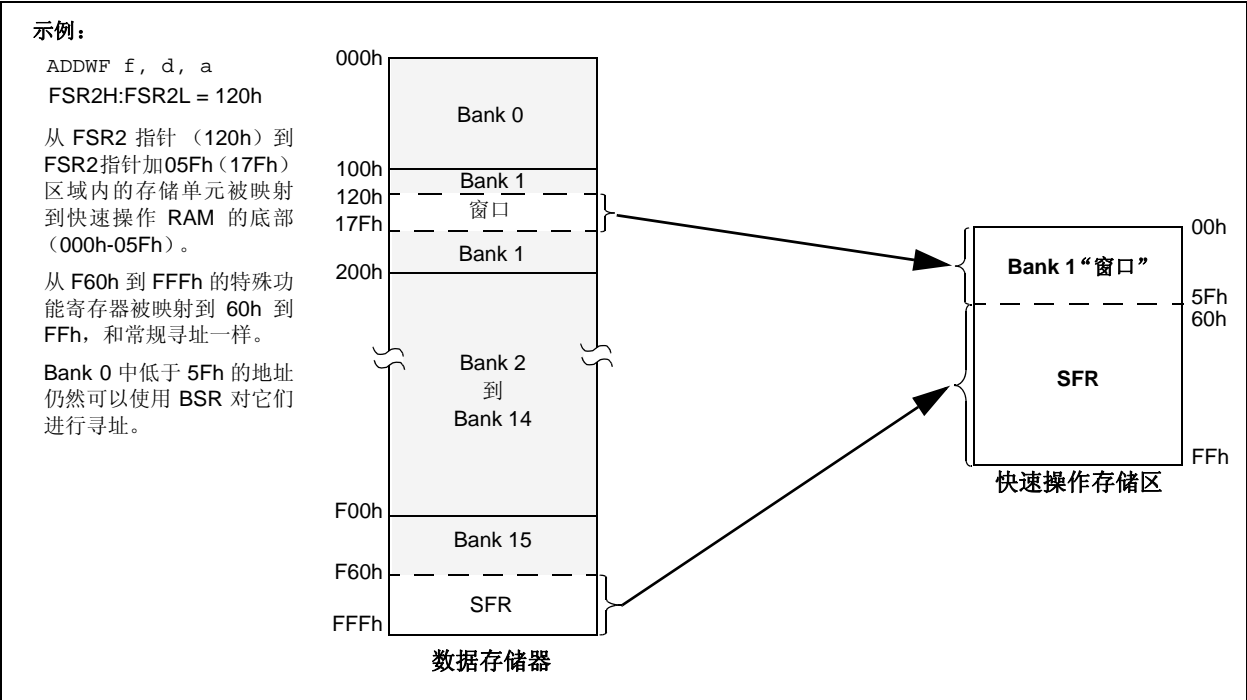 示例：
ADDWF f, d, a
FSR2H:FSR2L = 120h
从 FSR2 指针 （120h）到
FSR2指针加05Fh（17Fh）
区域内的存储单元被映射
到快速操作 RAM 的底部
（000h-05Fh）。
从 F60h 到 FFFh 的特殊功
能寄存器被映射到 60h 到
FFh，和常规寻址一样。
Bank 0 中低于 5Fh 的地址
仍然可以使用 BSR 对它们
进行寻址。
000h
Bank 0
100h
Bank 1
120h
窗口
17Fh
Bank 1
200h
Bank 2
到
Bank 14
F00h
Bank 15
F60h
SFR
FFFh
数据存储器
00h
Bank 1“窗口”
5Fh
60h
SFR
FFh
快速操作存储区